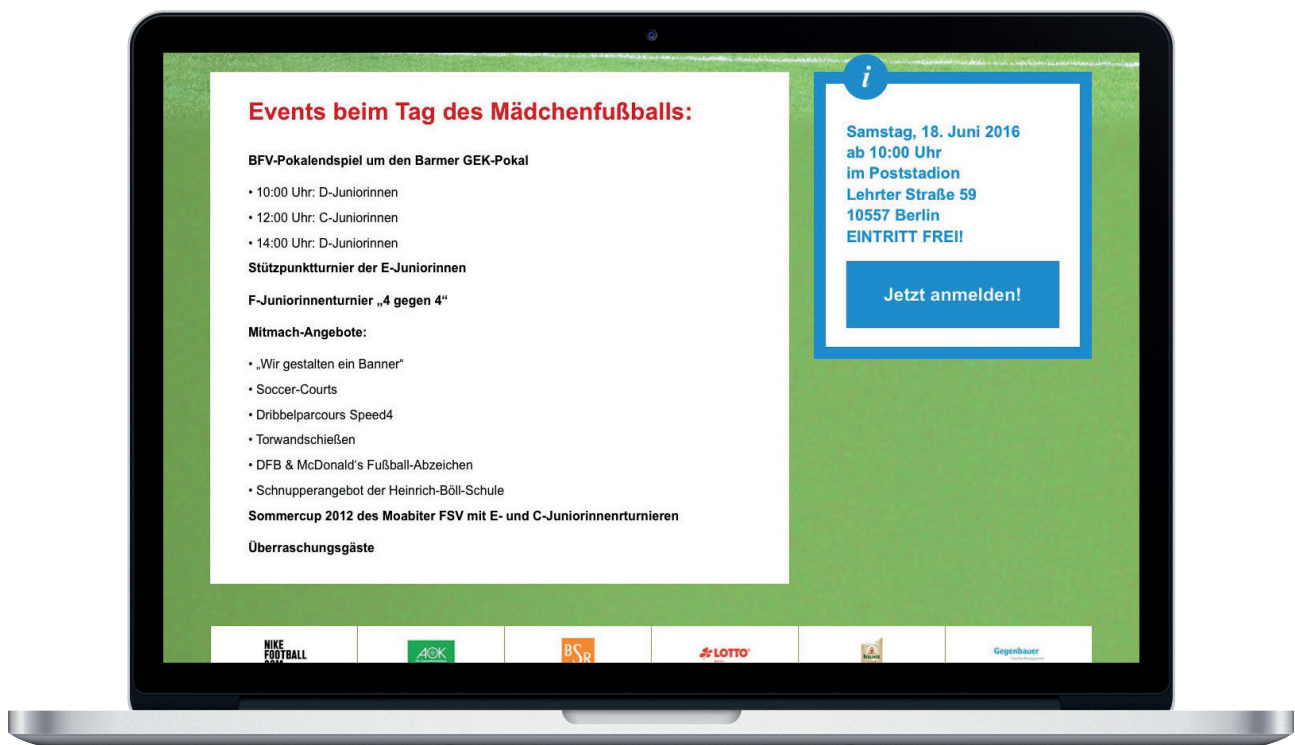 Events beim Tag des Mädchenfußballs:
BFV-Pokalendspiel um den Barmer GEK-Pokal
• 10:00 Uhr: D-Juniorinnen
• 12:00 Uhr: C-Juniorinnen
• 14:00 Uhr: D-Juniorinnen
Stützpunktturnier der E-Juniorinnen
F-Juniorinnenturnier „4 gegen 4“
Mitmach-Angebote:
• „Wir gestalten ein Banner“
• Soccer-Courts
• Dribbelparcours Speed4
• Torwandschießen
• DFB & McDonald‘s Fußball-Abzeichen
• Schnupperangebot der Heinrich-Böll-Schule
Sommercup 2012 des Moabiter FSV mit E- und C-Juniorinnenrturnieren
Überraschungsgäste
i
Samstag, 18. Juni 2016
ab 10:00 Uhr
im Poststadion
Lehrter Straße 59
10557 Berlin
EINTRITT FREI!
Jetzt anmelden!
NIKE
FOOTBALL
AOK
BSR
LOTTO
Gegenbauer